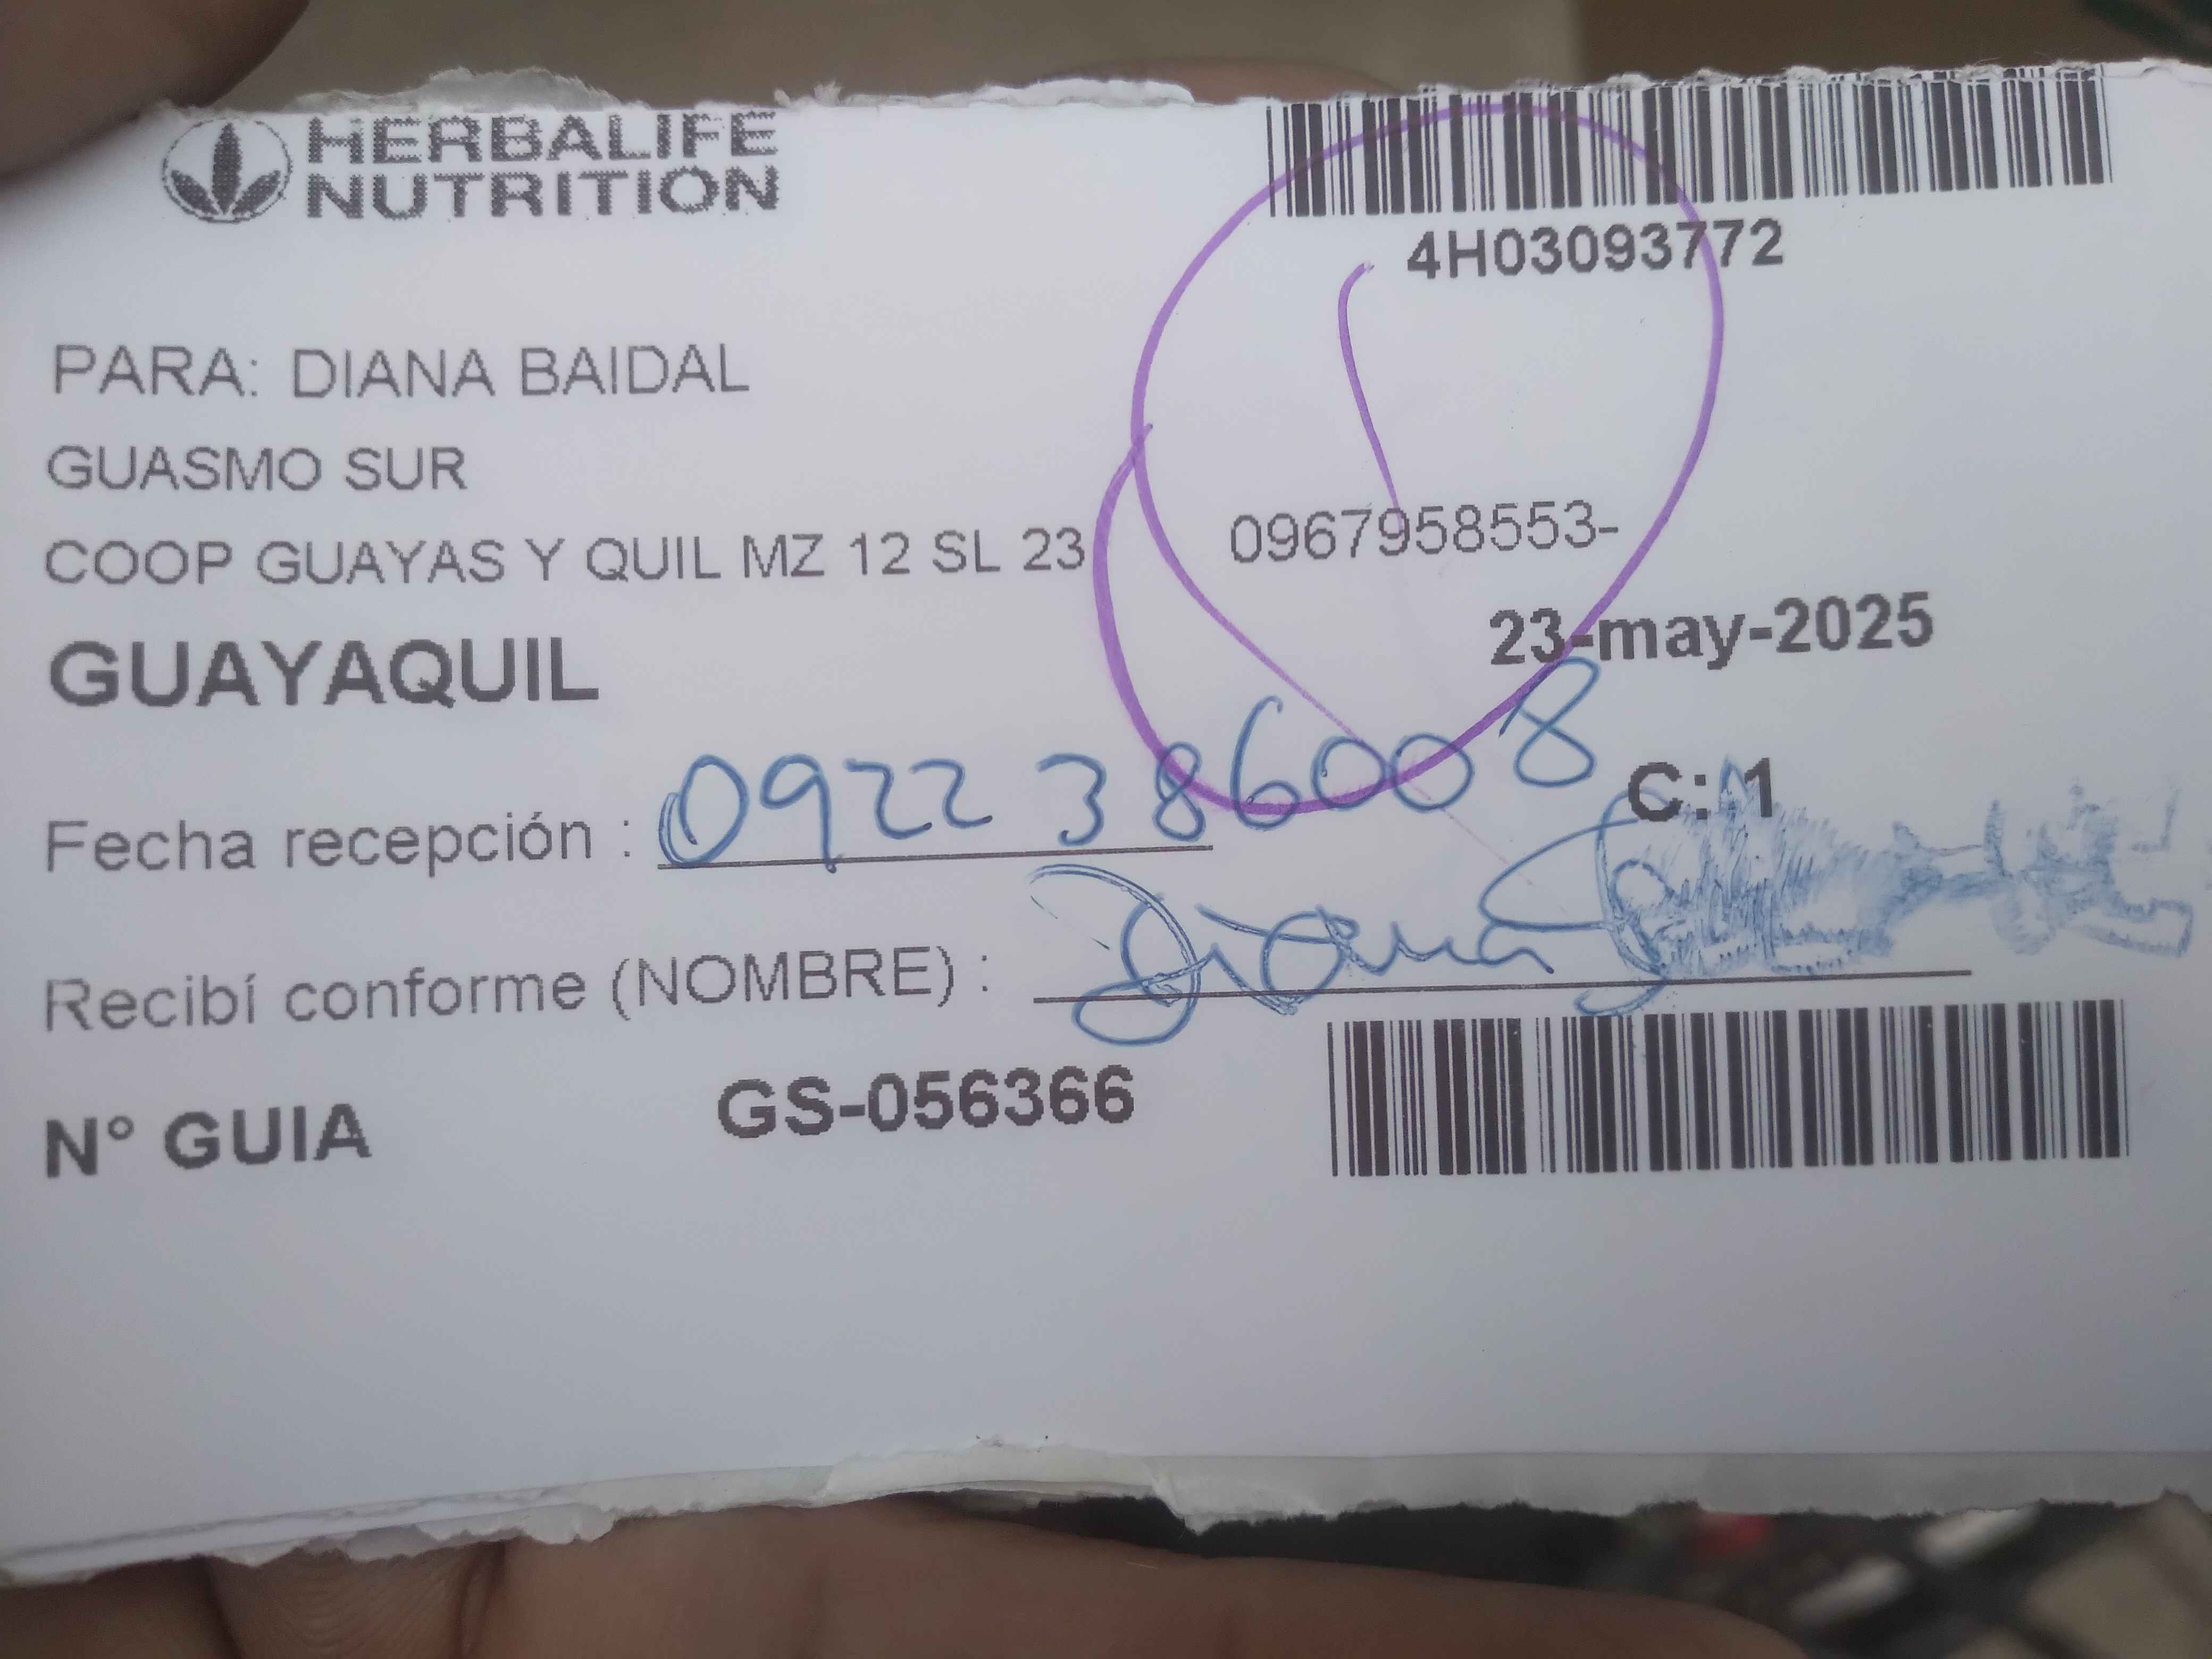 HERBALIFE
NUTRITION
4H03093772
PARA: DIANA BAIDAL
GUASMO SUR
COOP GUAYAS Y QUIL MZ 12 SL 23 0967958553-
GUAYAQUIL 23-may-2025
C: 1
Fecha recepción : 0922386008
Recibí conforme (NOMBRE) : Diana
N° GUIA GS-056366